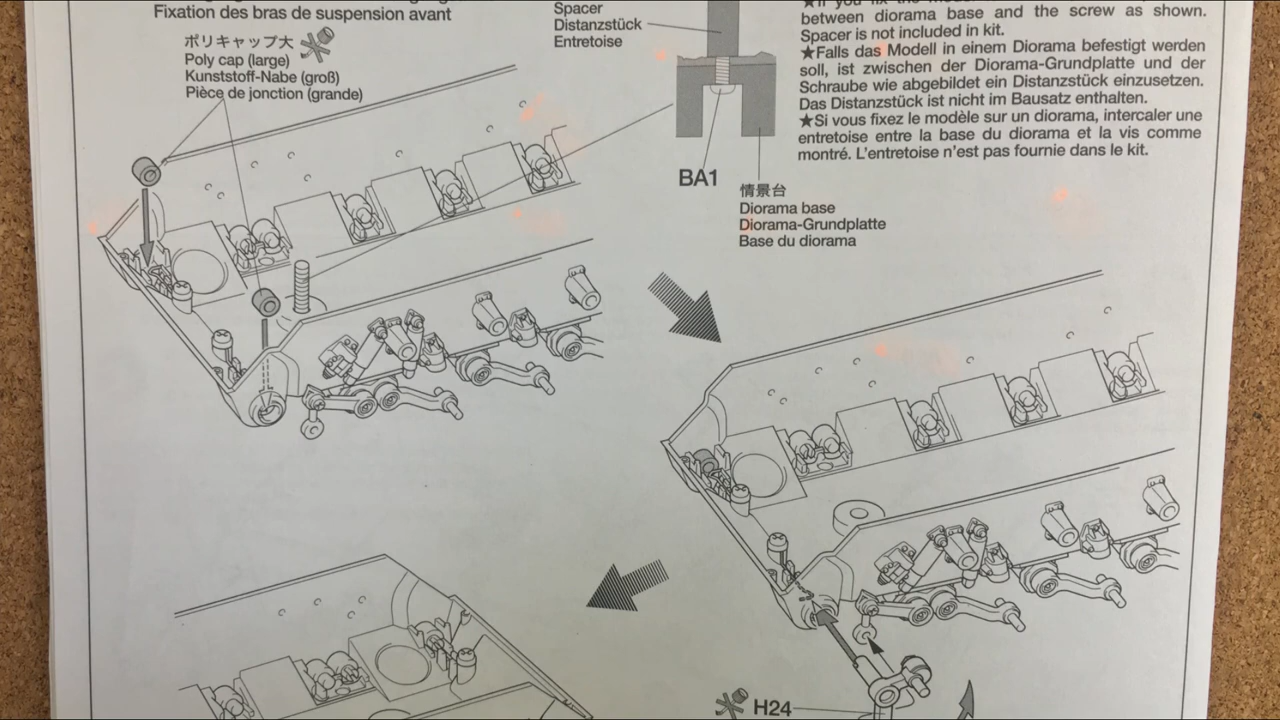 Fixation des bras de suspension avant
ポリキャップ大
Poly cap (large)
Kunststoff-Nabe (groß)
Pièce de jonction (grande)
Spacer
Distanzstück
Entretoise
BA1
情景台
Diorama base
Diorama-Grundplatte
Base du diorama
between diorama base and the screw as shown.
Spacer is not included in kit.
★Falls das Modell in einem Diorama befestigt werden
soll, ist zwischen der Diorama-Grundplatte und der
Schraube wie abgebildet ein Distanzstück einzusetzen.
Das Distanzstück ist nicht im Bausatz enthalten.
★Si vous fixez le modèle sur un diorama, intercaler une
entretoise entre la base du diorama et la vis comme
montré. L'entretoise n'est pas fournie dans le kit.
H24